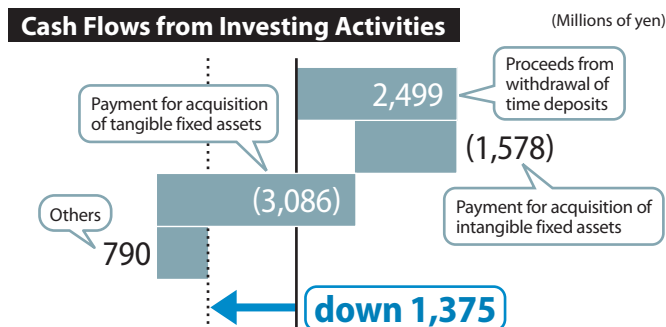 Cash Flows from Investing Activities
(Millions of yen)
Proceeds from
withdrawal of
time deposits
2,499
Payment for acquisition
of tangible fixed assets
(1,578)
(3,086)
Payment for acquisition of
intangible fixed assets
Others
790
down 1,375